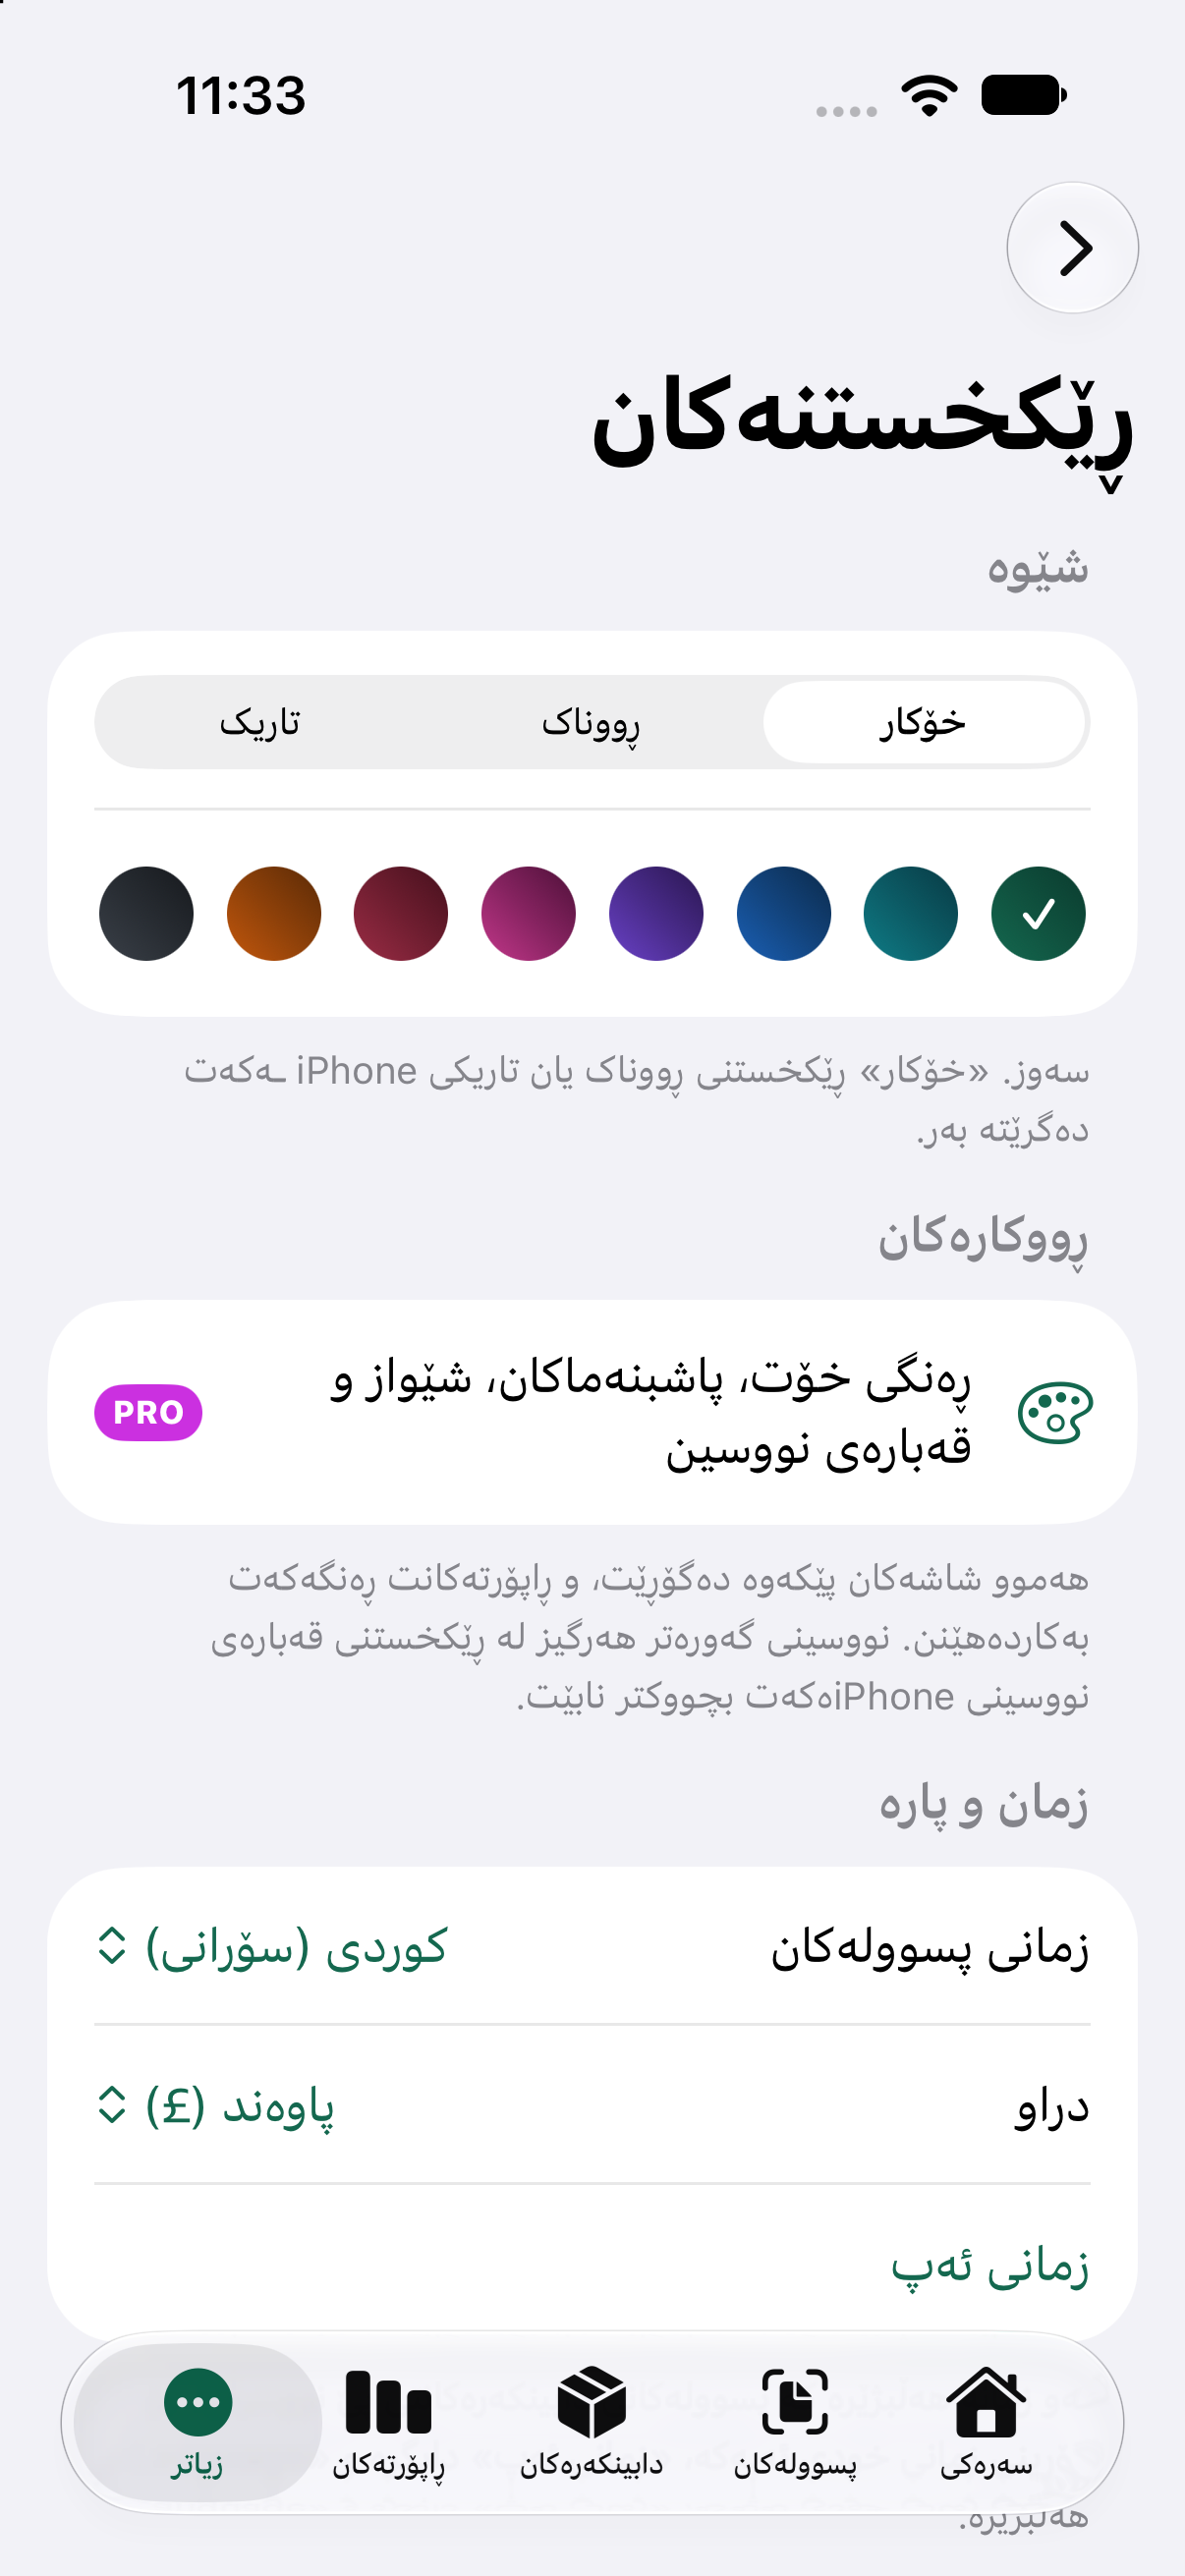 11:33
ڕێکخستنەکان
شێوە
خۆکار
ڕووناک
تاریک
سەوز. «خۆکار» ڕێکخستنی ڕووناک یان تاریکی iPhone ـەکەت
دەگرێتە بەر.
ڕووکارەکان
ڕەنگی خۆت، پاشبنەماکان، شێواز و
قەبارەی نووسین
PRO
هەموو شاشەکان پێکەوە دەگۆڕێت، و ڕاپۆرتەکانت ڕەنگەکەت
بەکاردەهێنن. نووسینی گەورەتر هەرگیز لە ڕێکخستنی قەبارەی
نووسینی iPhoneەکەت بچووکتر نابێت.
زمان و پارە
زمانی پسوولەکان
کوردی (سۆرانی)
دراو
پاوەند (£)
زمانی ئەپ
سەرەکی
پسوولەکان
دابینکەرەکان
ڕاپۆرتەکان
زیاتر